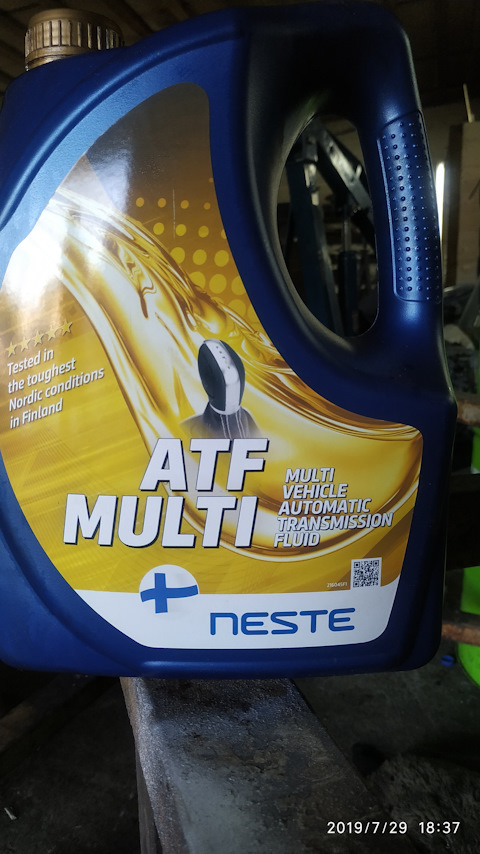 Tested in
the toughest
Nordic conditions
in Finland
ATF
MULTI
MULTI
VEHICLE
AUTOMATIC
TRANSMISSION
FLUID
NESTE
2019/7/29 18:37